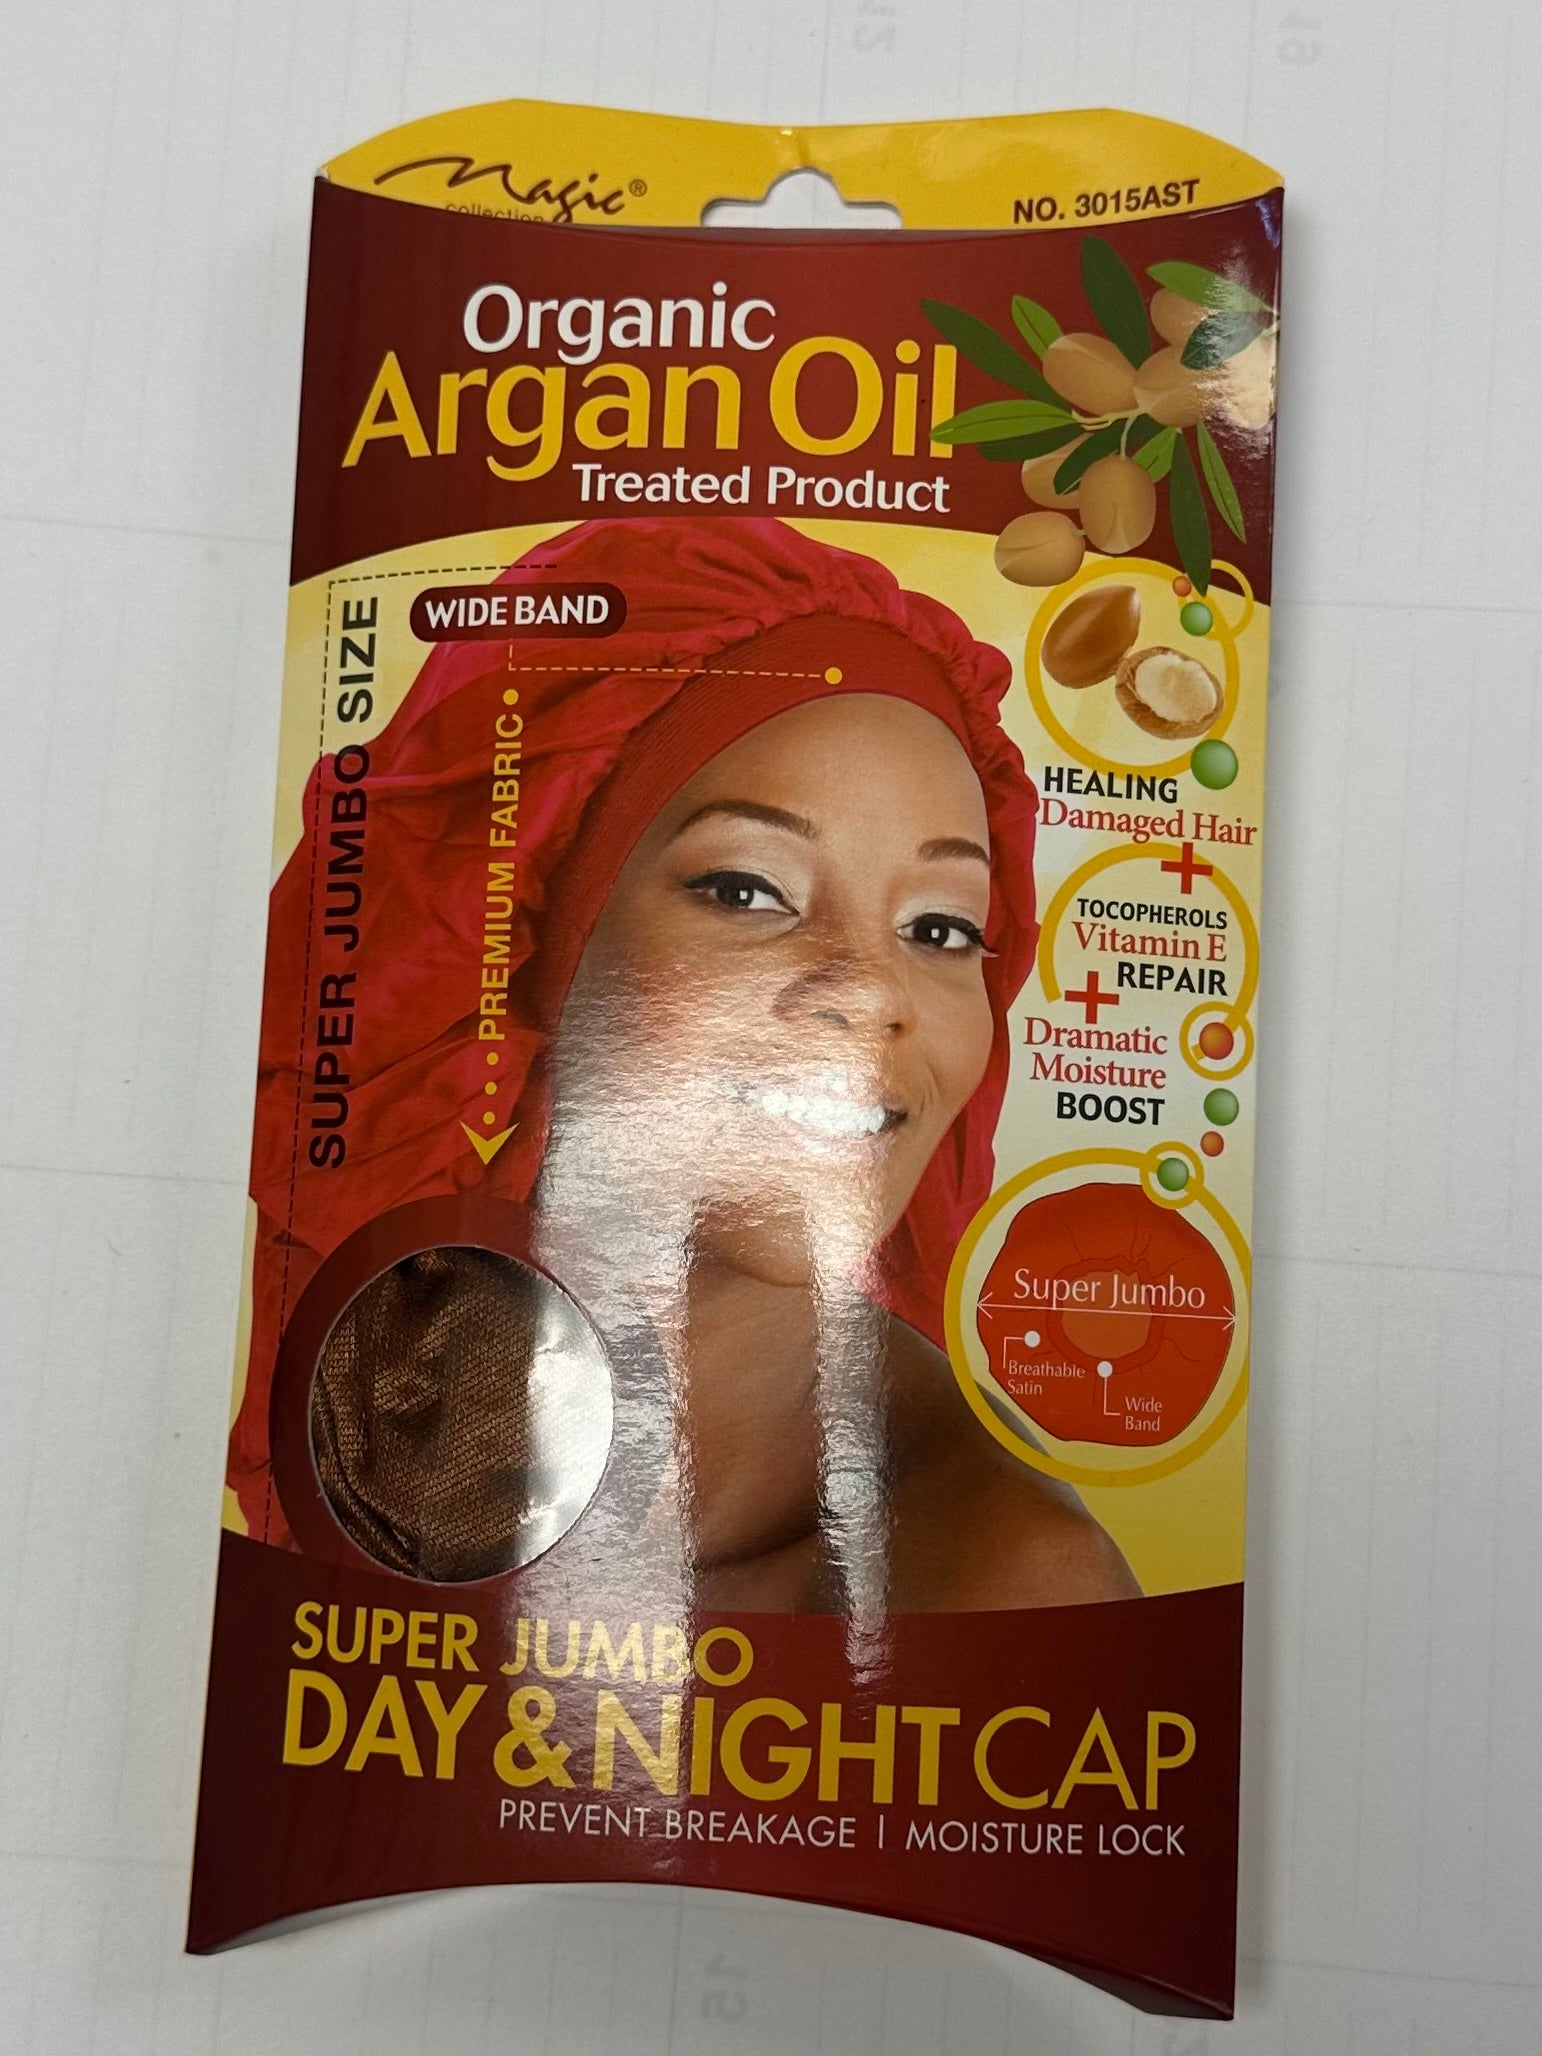 Magic®
collection
NO. 3015AST
Organic
Argan Oil
Treated Product
WIDE BAND
SUPER JUMBO SIZE
PREMIUM FABRIC
HEALING
Damaged Hair
+
TOCOPHEROLS
Vitamin E
REPAIR
+
Dramatic
Moisture
BOOST
Super Jumbo
Breathable
Satin
Wide
Band
SUPER JUMBO
DAY & NIGHT CAP
PREVENT BREAKAGE | MOISTURE LOCK